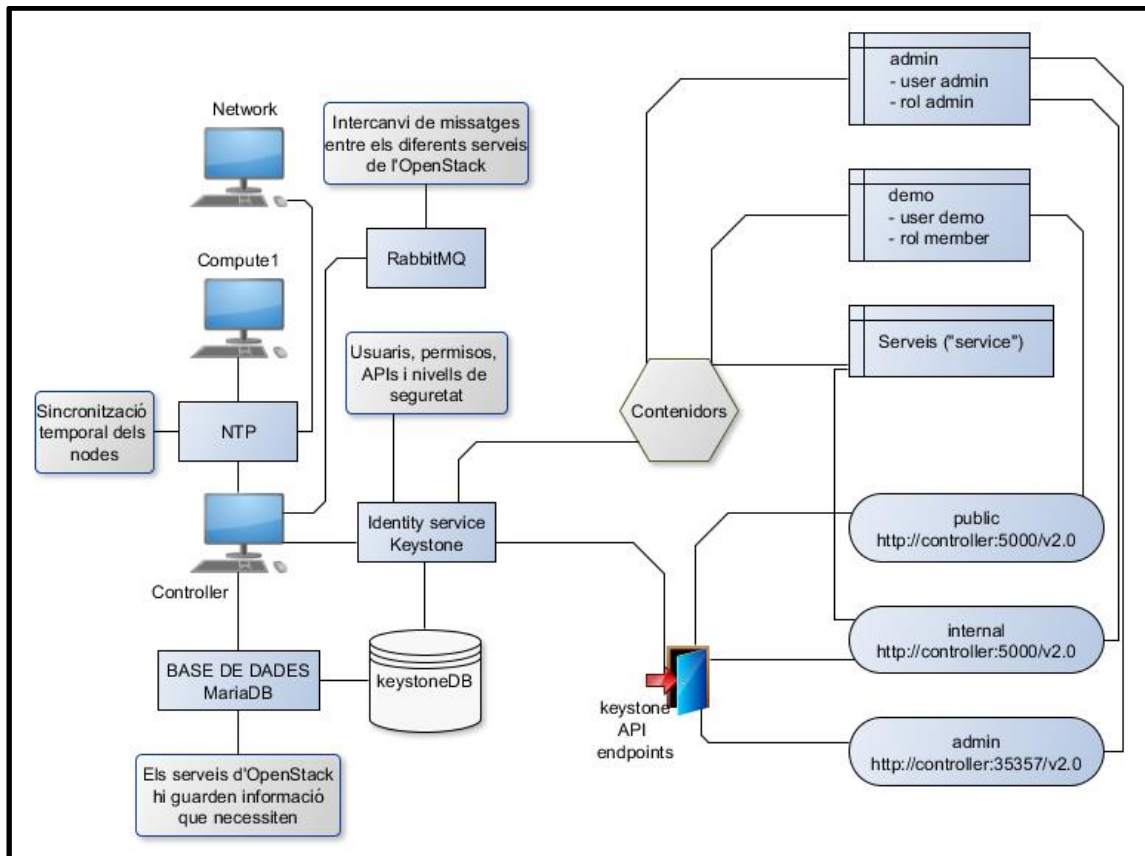 Network
Intercanvi de missatges
entre els diferents serveis
de l'OpenStack
RabbitMQ
Compute1
Usuaris, permisos,
APIs i nivells de
seguretat
Sincronització
temporal dels
nodes
NTP
Identity service
Keystone
Controller
BASE DE DADES
MariaDB
keystoneDB
Els serveis d'OpenStack
hi guarden informació
que necessiten
admin
- user admin
- rol admin
demo
- user demo
- rol member
Serveis ("service")
Contenidors
public
http://controller:5000/v2.0
internal
http://controller:5000/v2.0
keystone
API
endpoints
admin
http://controller:35357/v2.0